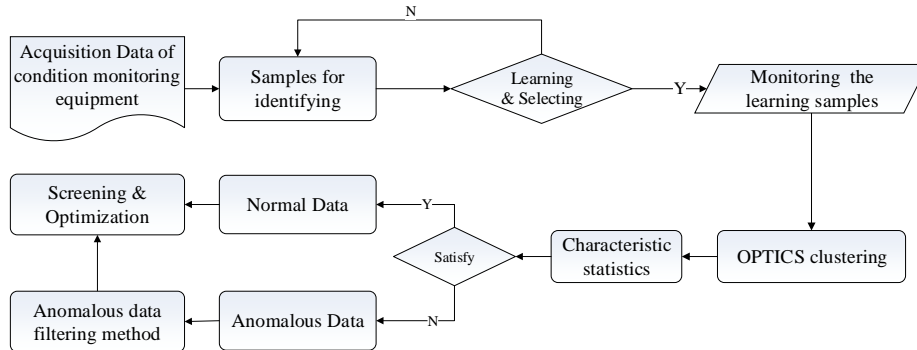 N
Acquisition Data of
condition monitoring
equipment
Samples for
identifying
Learning
& Selecting
Y
Monitoring the
learning samples
Screening &
Optimization
Normal Data
Y
Satisfy
Characteristic
statistics
OPTICS clustering
Anomalous data
filtering method
Anomalous Data
N